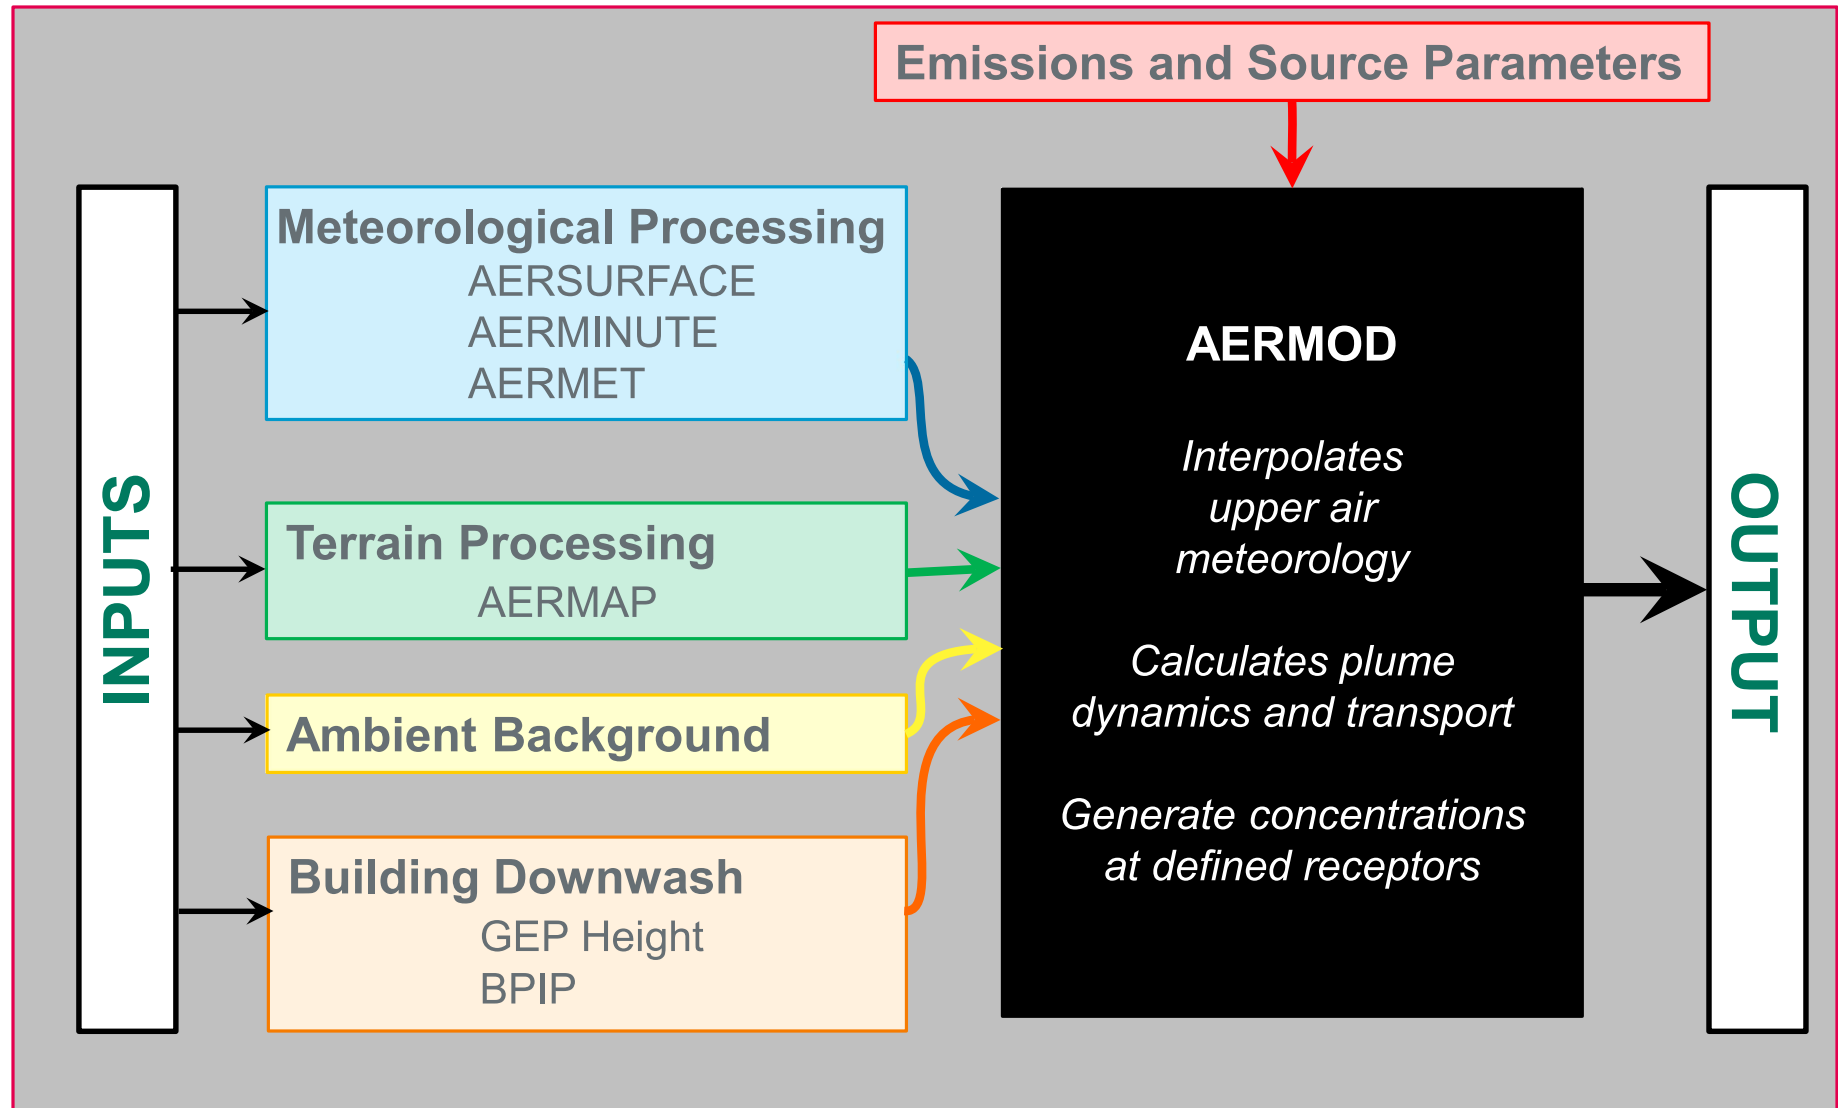 Emissions and Source Parameters
INPUTS
Meteorological Processing
AERSURFACE
AERMINUTE
AERMET
Terrain Processing
AERMAP
Ambient Background
Building Downwash
GEP Height
BPIP
AERMOD
Interpolates
upper air
meteorology
Calculates plume
dynamics and transport
Generate concentrations
at defined receptors
OUTPUT